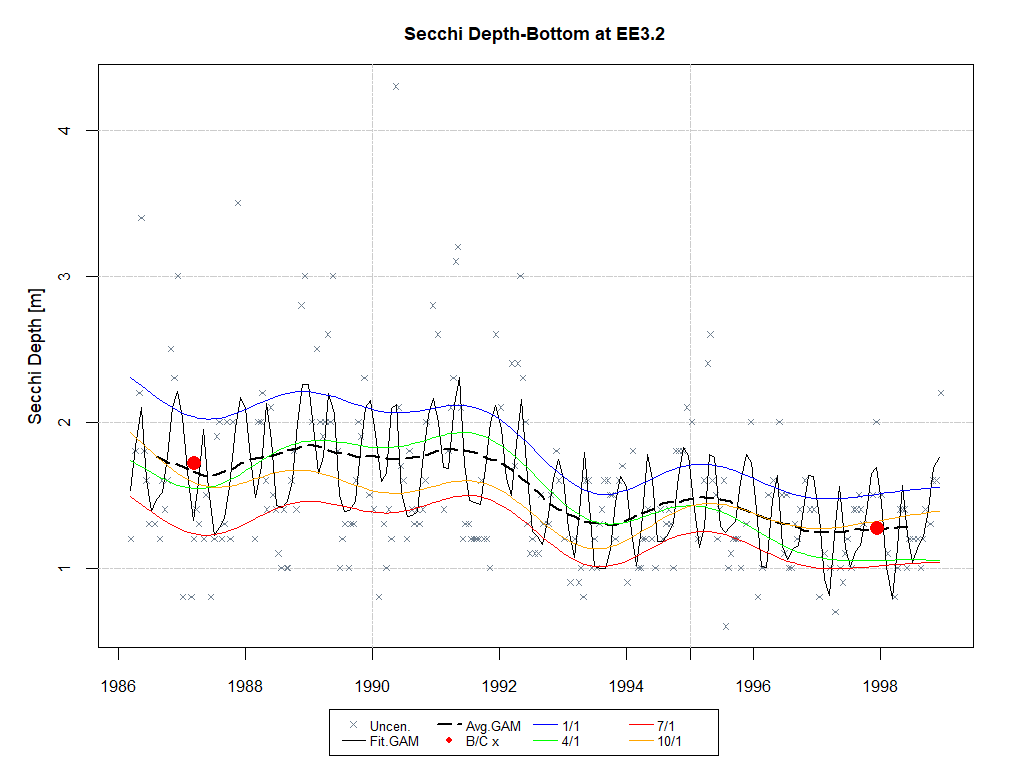 Secchi Depth-Bottom at EE3.2
Secchi Depth [m]
4
3
2
1
1986 1988 1990 1992 1994 1996 1998
Uncen. Avg.GAM 1/1 7/1
Fit.GAM B/C x 4/1 10/1